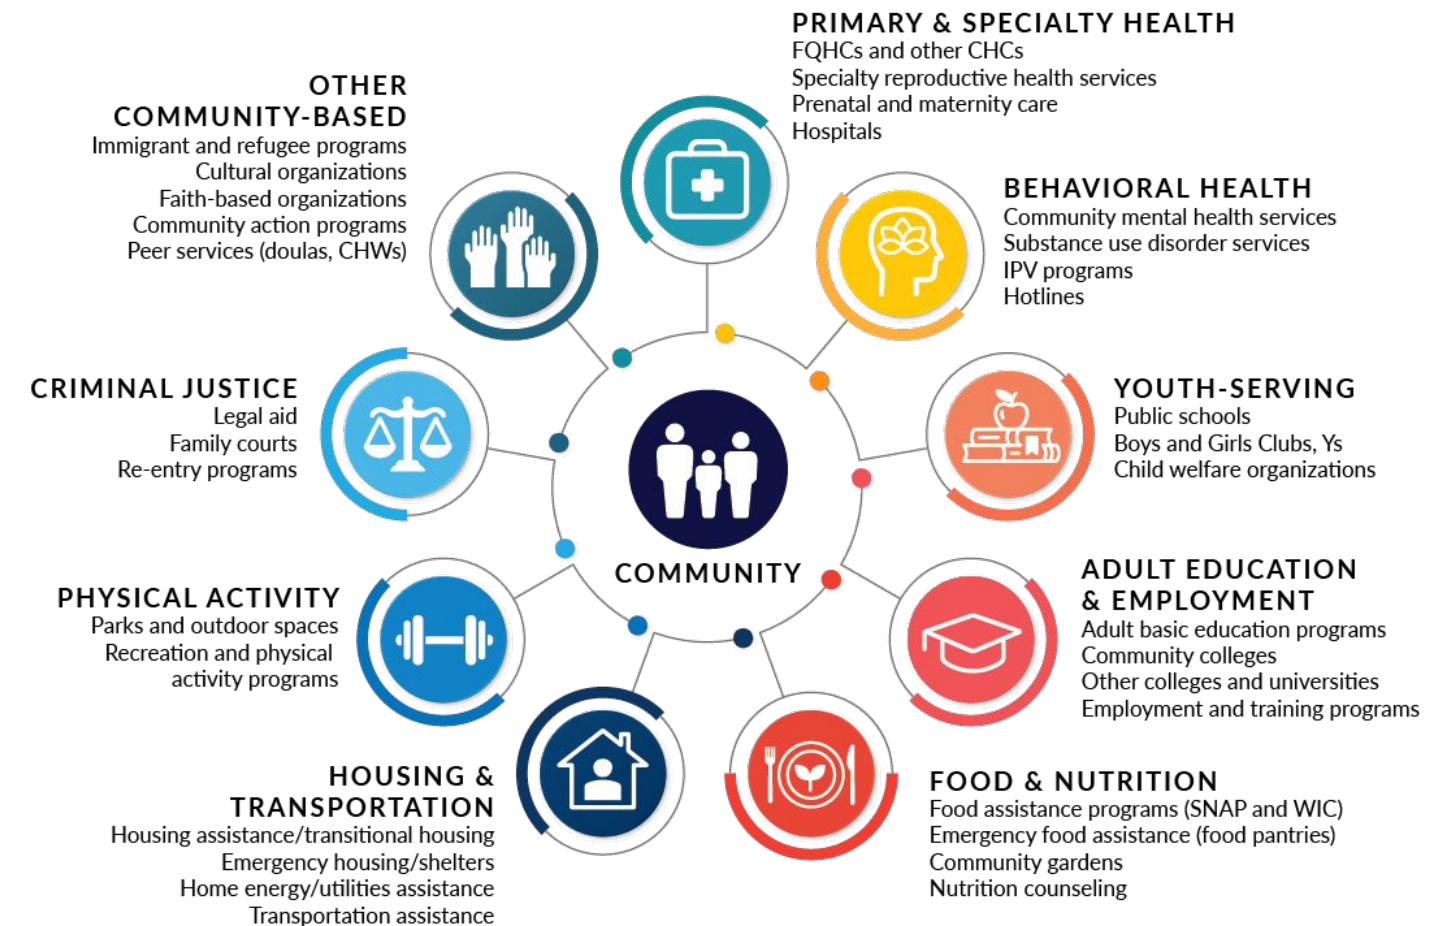 PRIMARY & SPECIALTY HEALTH
FQHCs and other CHCs
Specialty reproductive health services
Prenatal and maternity care
Hospitals
BEHAVIORAL HEALTH
Community mental health services
Substance use disorder services
IPV programs
Hotlines
YOUTH-SERVING
Public schools
Boys and Girls Clubs, Ys
Child welfare organizations
ADULT EDUCATION
& EMPLOYMENT
Adult basic education programs
Community colleges
Other colleges and universities
Employment and training programs
FOOD & NUTRITION
Food assistance programs (SNAP and WIC)
Emergency food assistance (food pantries)
Community gardens
Nutrition counseling
HOUSING &
TRANSPORTATION
Housing assistance/transitional housing
Emergency housing/shelters
Home energy/utilities assistance
Transportation assistance
PHYSICAL ACTIVITY
Parks and outdoor spaces
Recreation and physical
activity programs
CRIMINAL JUSTICE
Legal aid
Family courts
Re-entry programs
OTHER
COMMUNITY-BASED
Immigrant and refugee programs
Cultural organizations
Faith-based organizations
Community action programs
Peer services (doulas, CHWs)
COMMUNITY